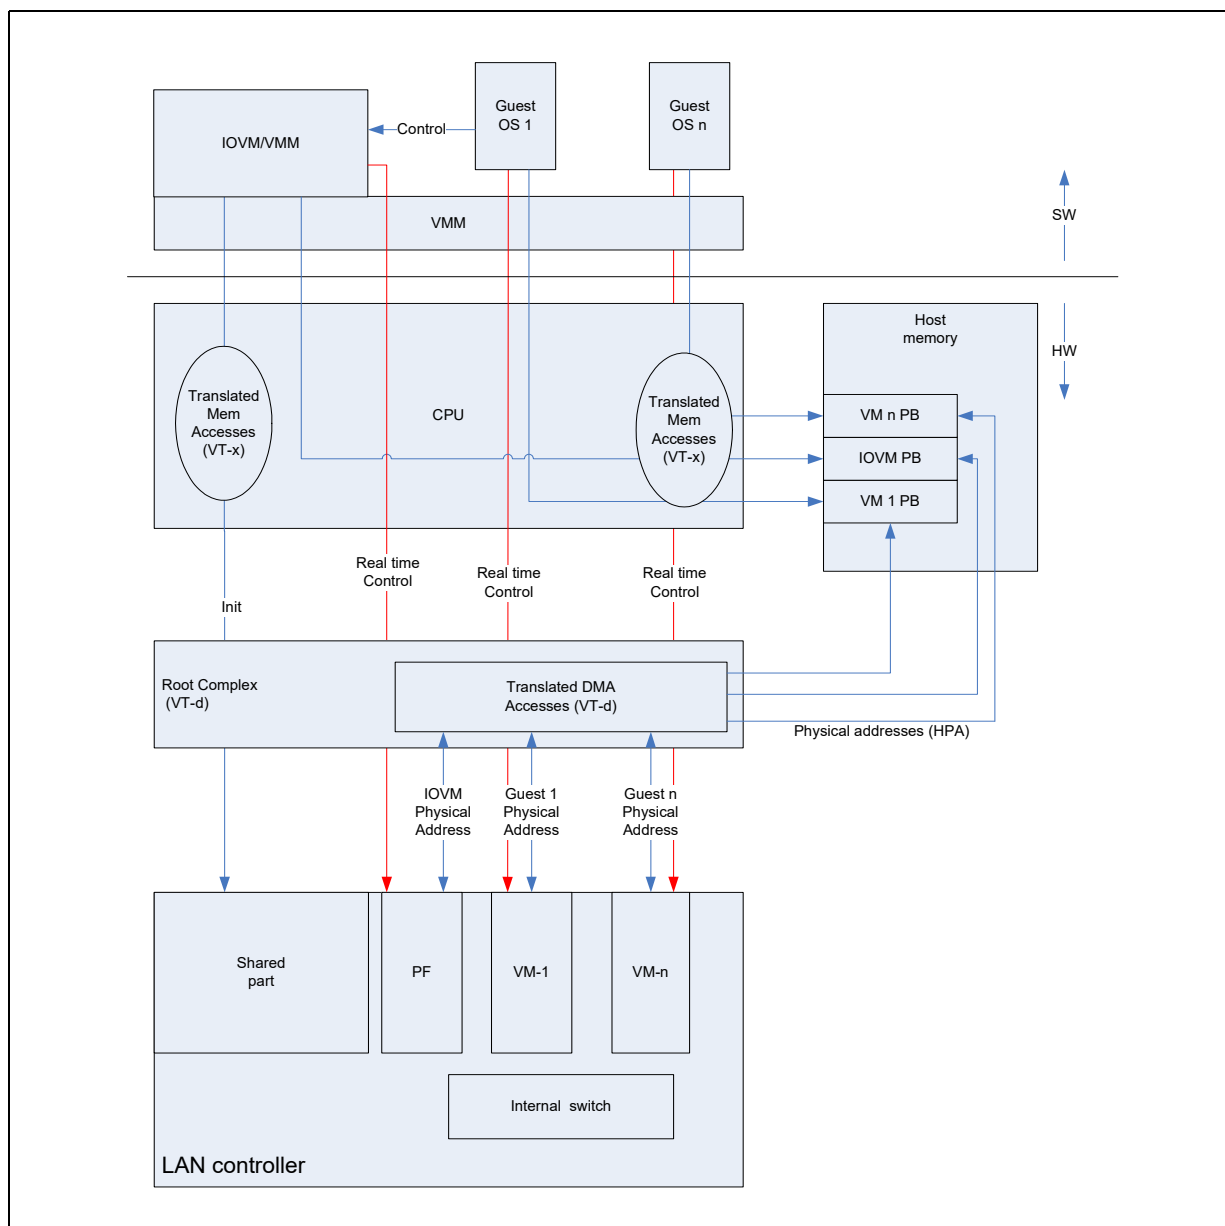 Guest
OS 1
Guest
OS n
IOVM/VMM
Control
VMM
SW
HW
Host
memory
Translated
Mem
Accesses
(VT-x)
CPU
Translated
Mem
Accesses
(VT-x)
VM n PB
IOVM PB
VM 1 PB
Real time
Control
Real time
Control
Real time
Control
Init
Root Complex
(VT-d)
Translated DMA
Accesses (VT-d)
Physical addresses (HPA)
IOVM
Physical
Address
Guest 1
Physical
Address
Guest n
Physical
Address
Shared
part
PF
VM-1
VM-n
Internal switch
LAN controller